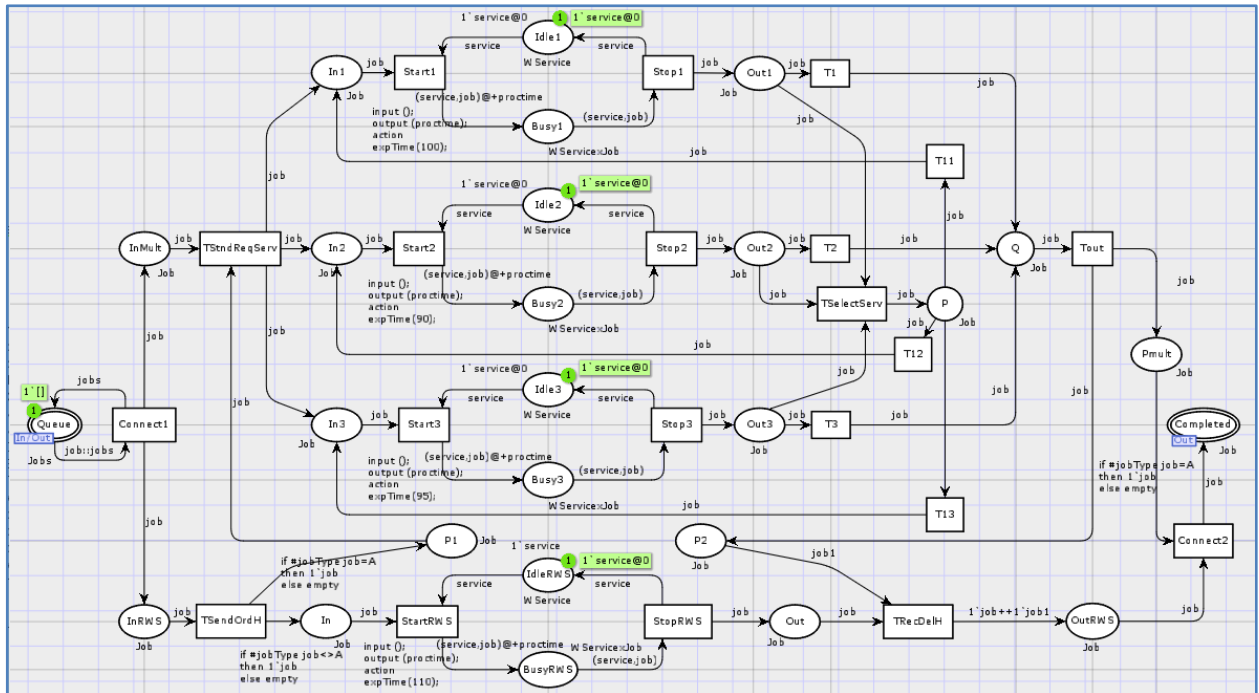 1`service@0
Idle1
1
1`service@0
service
service
W Service
job
In1
job
Start1
Stop1
job
Out1
job
T1
Job
Job
(service,job)@+proctime
input ();
output (proctime);
action
expTime(100);
Busy1
(service,job)
W ServicexJob
job
job
T11
job
1`service@0
Idle2
1
1`service@0
service
service
W Service
InMult
job
TStndReqServ
job
In2
job
Start2
Stop2
job
Out2
job
T2
job
Q
job
Tout
job
Job
Job
Job
Job
(service,job)@+proctime
input ();
output (proctime);
action
expTime(90);
Busy2
(service,job)
W ServicexJob
job
TSelectServ
job
P
Job
job
job
job
T12
job
Pmult
Job
job
1`service@0
Idle3
1
1`service@0
service
service
W Service
job
job
1`[]
1
jobs
Queue
In/Out
Jobs
Connect1
job::jobs
In3
job
Start3
Stop3
job
Out3
job
T3
job
Job
Job
(service,job)@+proctime
input ();
output (proctime);
action
expTime(95);
Busy3
(service,job)
W ServicexJob
job
T13
Completed
Out
Job
if #jobType job=A
then 1`job
else empty
job
job
job
P1
Job
P2
Job
job1
Connect2
if #jobType job=A
then 1`job
else empty
1`service
IdleRWS
1
1`service@0
service
service
W Service
InRWS
job
TSendOrdH
In
job
StartRWS
StopRWS
job
Out
job
TRecDelH
1`job++1`job1
OutRWS
job
Job
Job
Job
Job
if #jobType job<>A
then 1`job
else empty
(service,job)@+proctime
input ();
output (proctime);
action
expTime(110);
BusyRWS
W ServicexJob
(service,job)